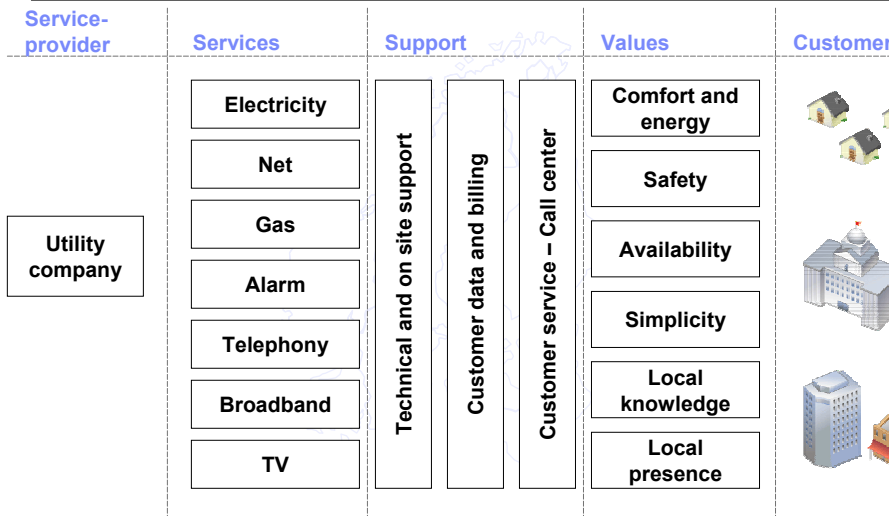 Service-
provider
Services
Support
Values
Customer
Utility
company
Electricity
Net
Gas
Alarm
Telephony
Broadband
TV
Technical and on site support
Customer data and billing
Customer service – Call center
Comfort and
energy
Safety
Availability
Simplicity
Local
knowledge
Local
presence